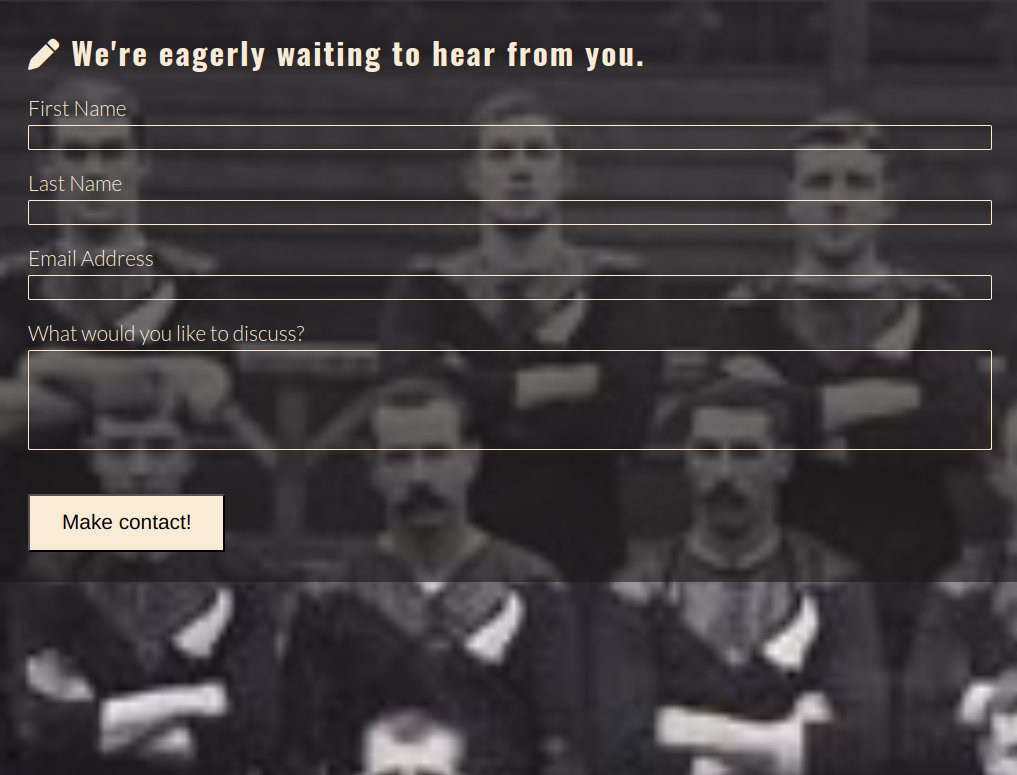 We're eagerly waiting to hear from you.
First Name
Last Name
Email Address
What would you like to discuss?
Make contact!